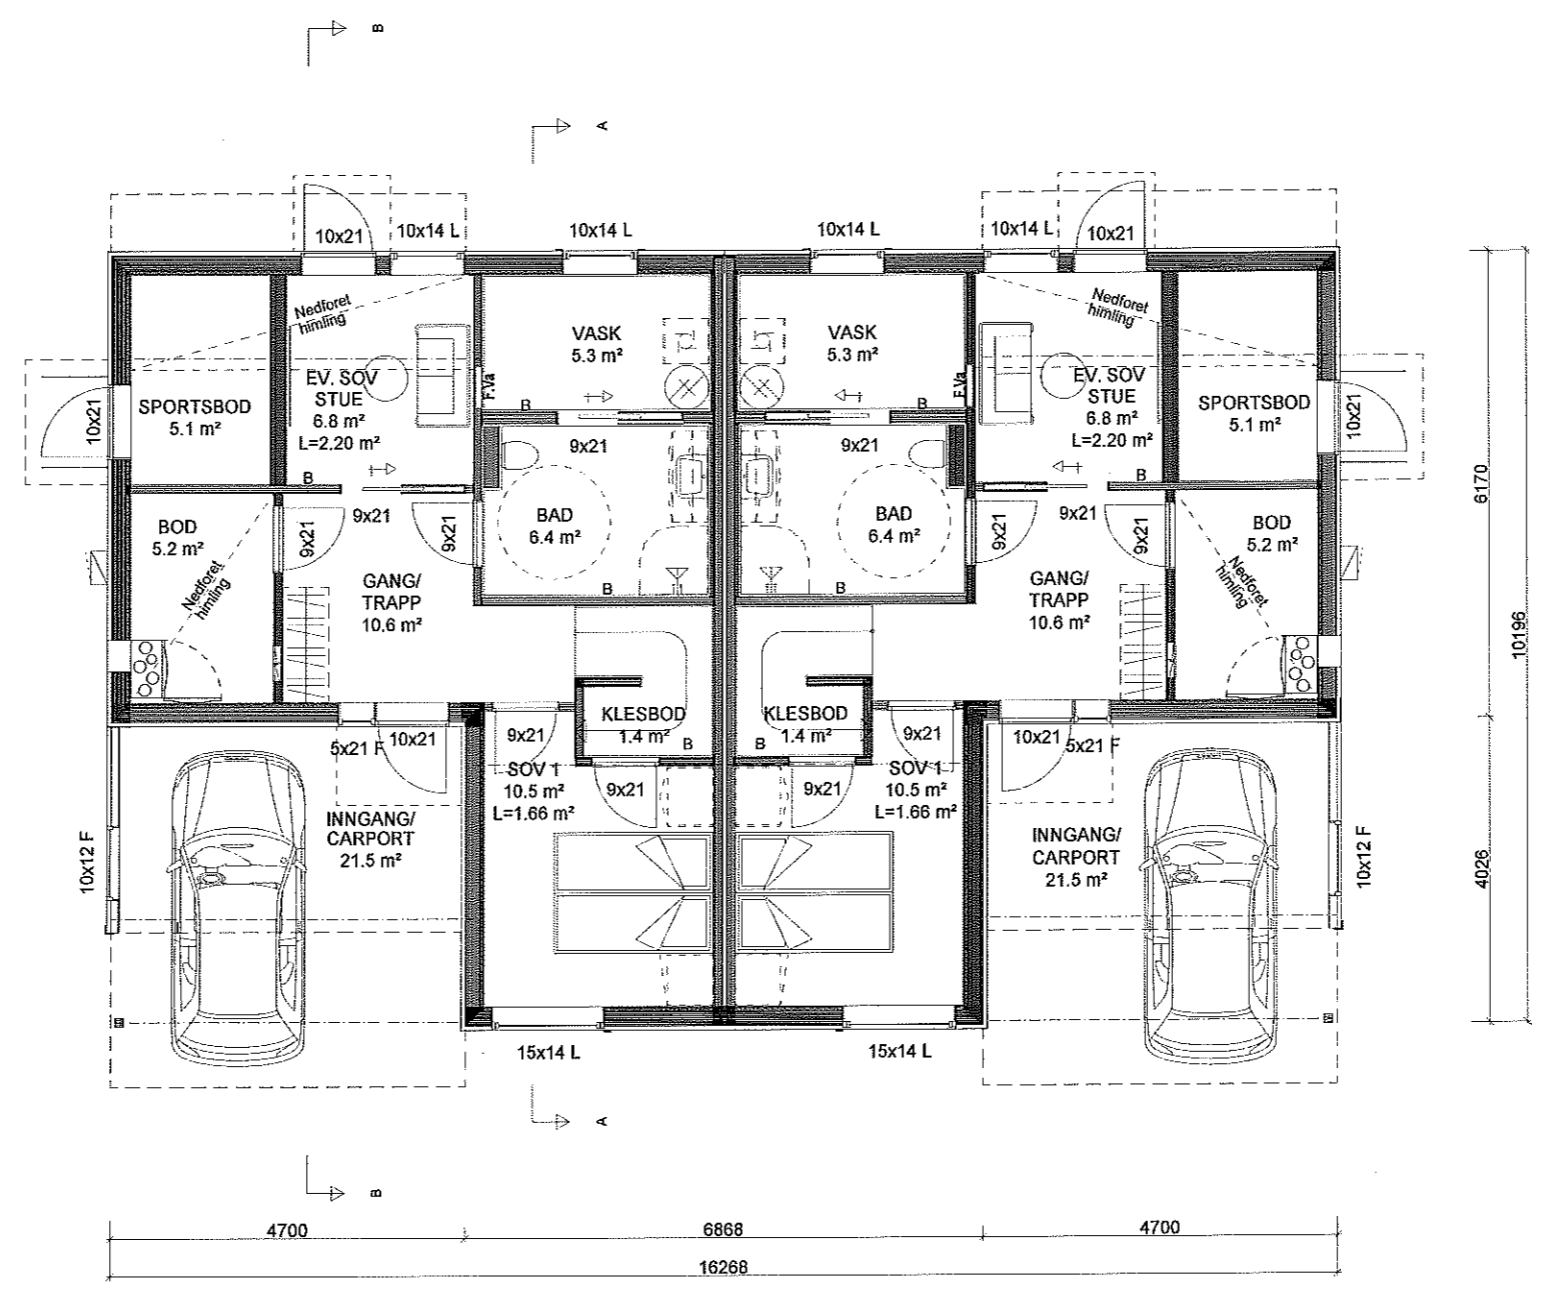 B
A
10x21
10x14 L
10x14 L
10x14 L
10x14 L
10x21
Nedforet
himling
VASK
5.3 m²
VASK
5.3 m²
Nedforet
himling
10x21
SPORTSBOD
5.1 m²
EV. SOV
STUE
6.8 m²
L=2.20 m²
F.Va
B
B
F.Va
EV. SOV
STUE
6.8 m²
L=2.20 m²
SPORTSBOD
5.1 m²
10x21
9x21
9x21
B
B
BOD
5.2 m²
9x21
9x21
9x21
BAD
6.4 m²
BAD
6.4 m²
9x21
9x21
9x21
BOD
5.2 m²
Nedforet
himling
GANG/
TRAPP
10.6 m²
B
B
GANG/
TRAPP
10.6 m²
Nedforet
himling
5x21 F
10x21
9x21
KLESBOD
1.4 m²
B
KLESBOD
1.4 m²
B
9x21
10x21
5x21 F
SOV 1
10.5 m²
L=1.66 m²
9x21
9x21
SOV 1
10.5 m²
L=1.66 m²
10x12 F
INNGANG/
CARPORT
21.5 m²
INNGANG/
CARPORT
21.5 m²
10x12 F
15x14 L
15x14 L
A
B
6170
10196
4026
4700
6868
4700
16268